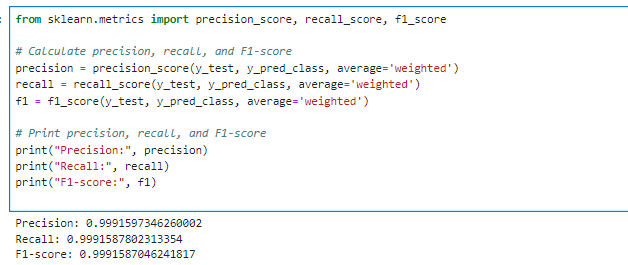 from sklearn.metrics import precision_score, recall_score, f1_score
# Calculate precision, recall, and F1-score
precision = precision_score(y_test, y_pred_class, average='weighted')
recall = recall_score(y_test, y_pred_class, average='weighted')
f1 = f1_score(y_test, y_pred_class, average='weighted')
# Print precision, recall, and F1-score
print("Precision:", precision)
print("Recall:", recall)
print("F1-score:", f1)
Precision: 0.9991597346260002
Recall: 0.9991587802313354
F1-score: 0.9991587046241817